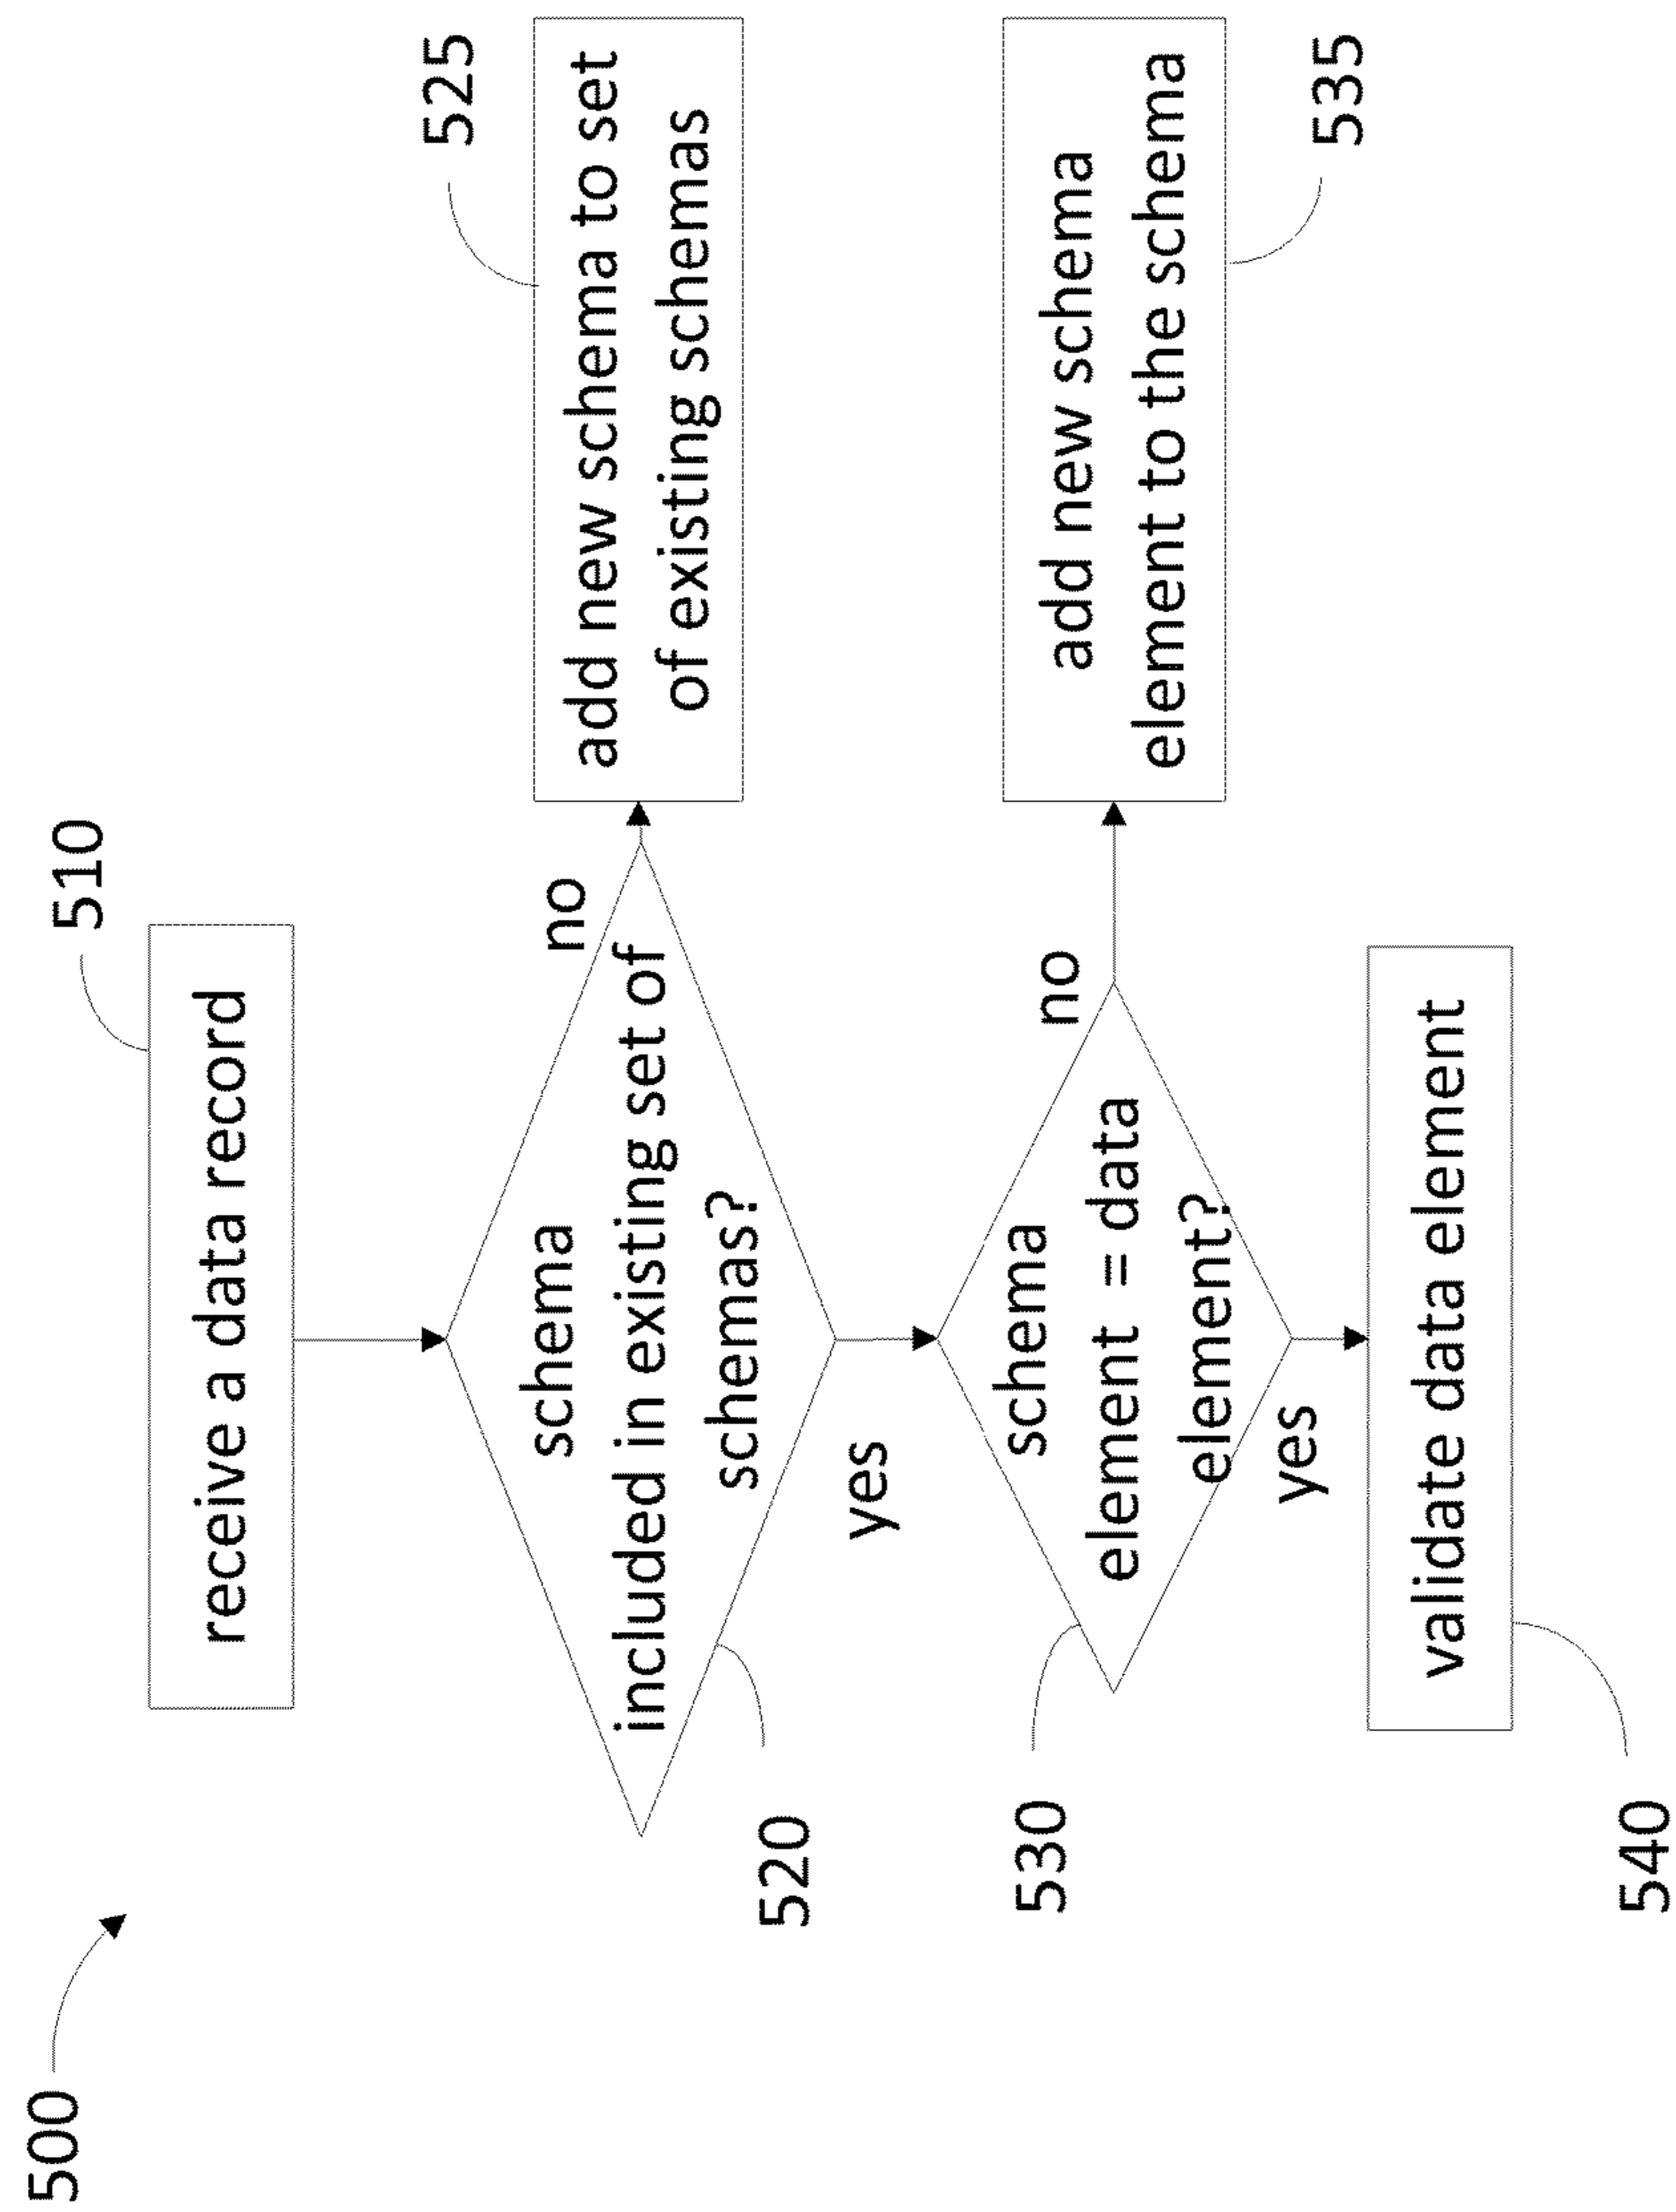 500
510
receive a data record
schema
included in existing set of
schemas?
520
no
add new schema to set
of existing schemas
525
yes
schema
element = data
element?
530
no
add new schema
element to the schema
535
yes
validate data element
540